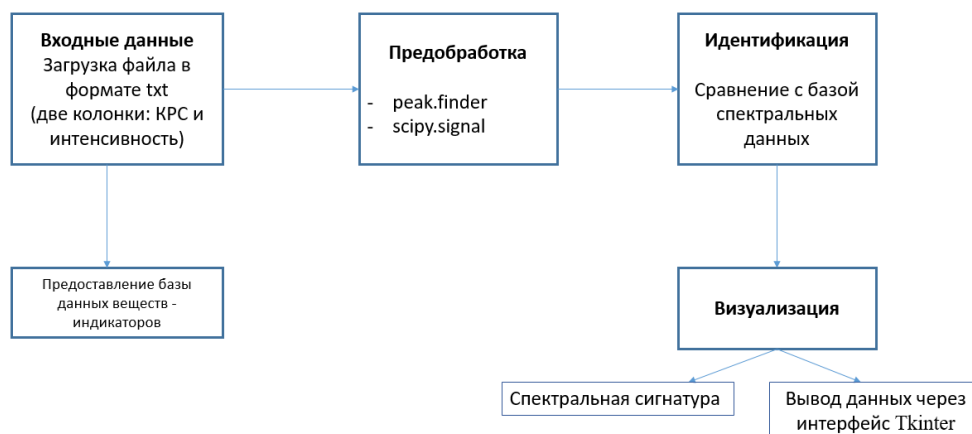 Входные данные
Загрузка файла в
формате txt
(две колонки: КРС и
интенсивность)
Предобработка
- peak.finder
- scipy.signal
Идентификация
Сравнение с базой
спектральных
данных
Предоставление базы
данных веществ -
индикаторов
Визуализация
Спектральная сигнатура
Вывод данных через
интерфейс Tkinter